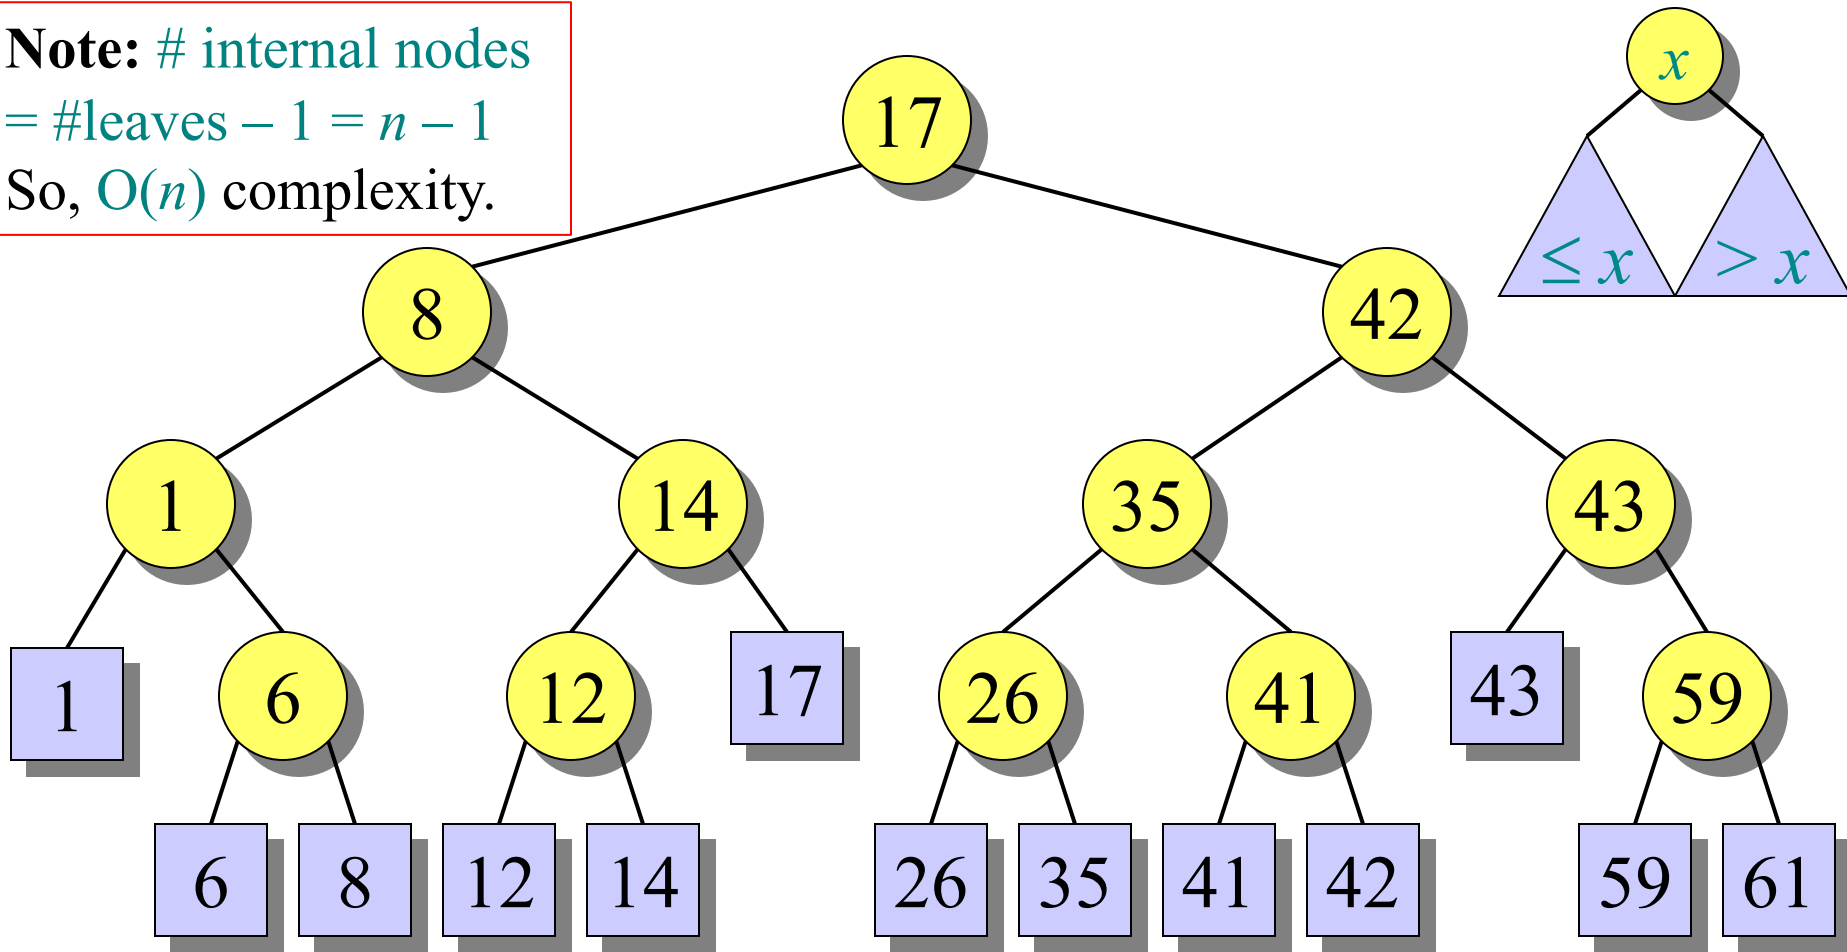 Note: # internal nodes
= #leaves – 1 = n – 1
So, O(n) complexity.
x
≤ x > x
17
8 42
1 14 35 43
1 6 12 17 26 41 43 59
6 8 12 14 26 35 41 42 59 61